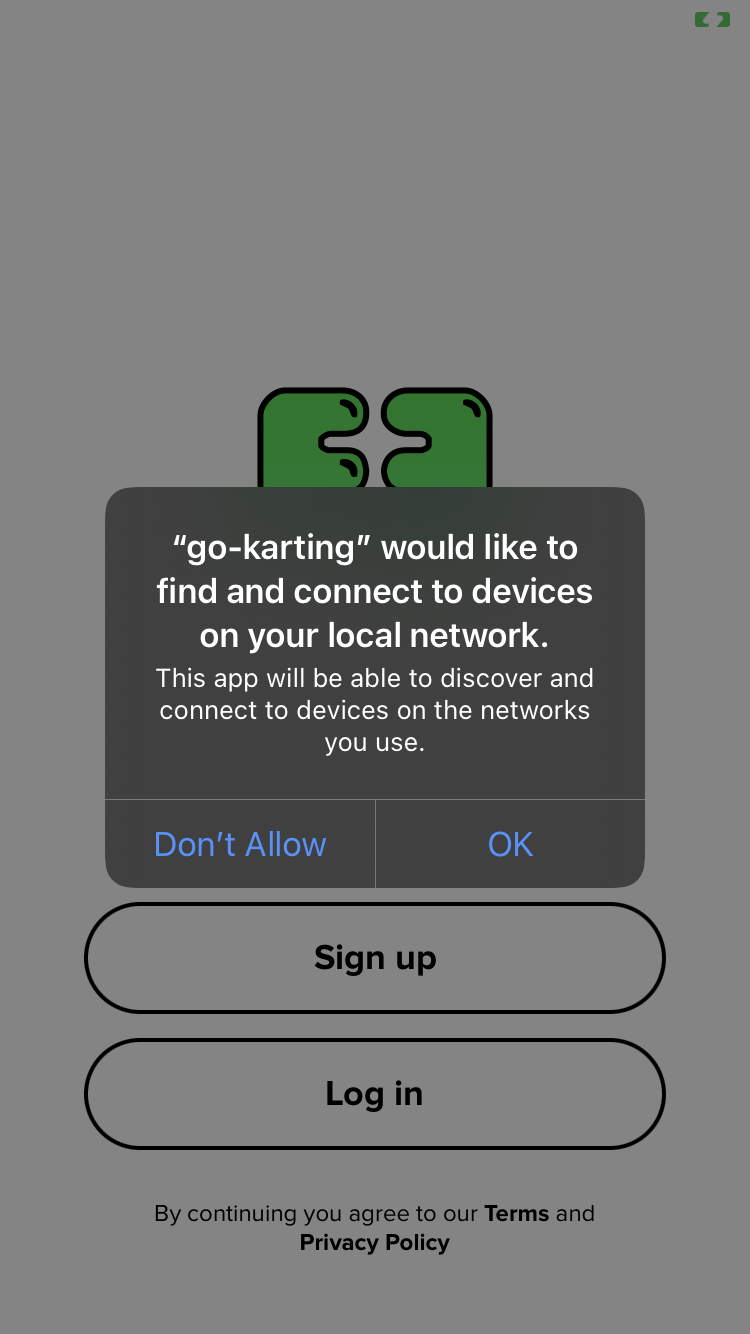 “go-karting” would like to
find and connect to devices
on your local network.
This app will be able to discover and
connect to devices on the networks
you use.
Don’t Allow
OK
Sign up
Log in
By continuing you agree to our Terms and
Privacy Policy